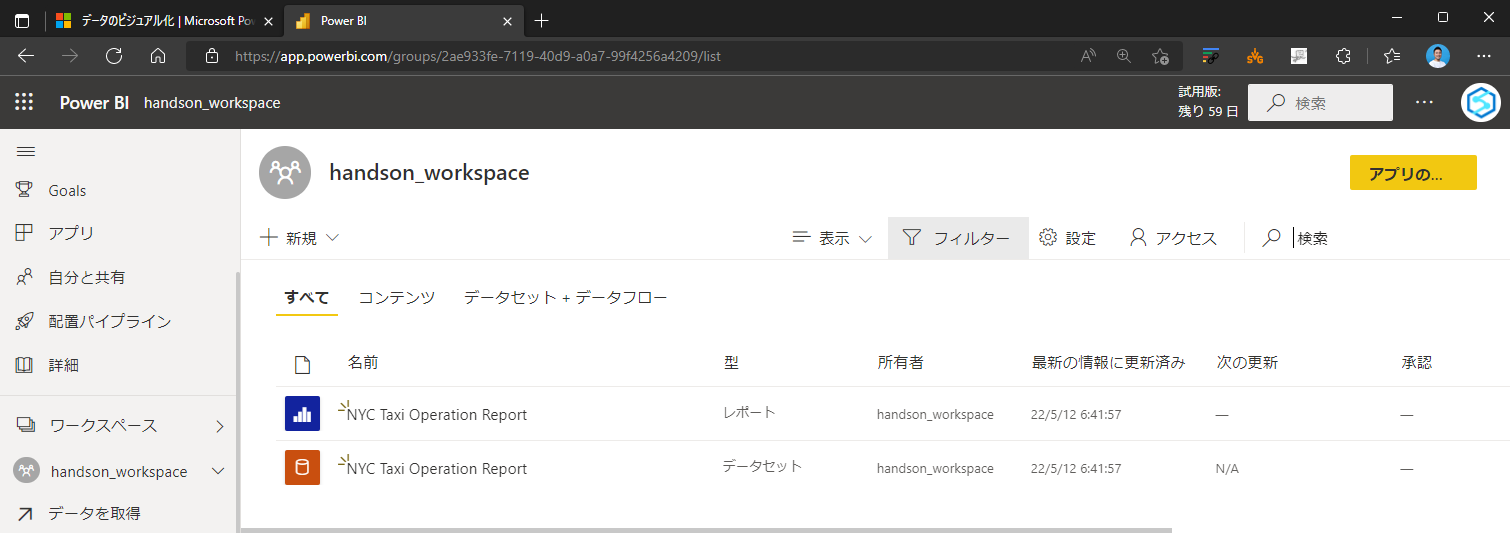 データのビジュアル化 | Microsoft Pow
Power BI
https://app.powerbi.com/groups/2ae933fe-7119-40d9-a0a7-99f4256a4209/list
Power BI handson_workspace
試用版:
残り 59 日
検索
Goals
アプリ
自分と共有
配置パイプライン
詳細
ワークスペース
handson_workspace
データを取得
handson_workspace
アプリの...
新規
表示
フィルター
設定
アクセス
検索
すべて コンテンツ データセット + データフロー
名前 型 所有者 最新の情報に更新済み 次の更新 承認
NYC Taxi Operation Report レポート handson_workspace 22/5/12 6:41:57 — —
NYC Taxi Operation Report データセット handson_workspace 22/5/12 6:41:57 N/A —